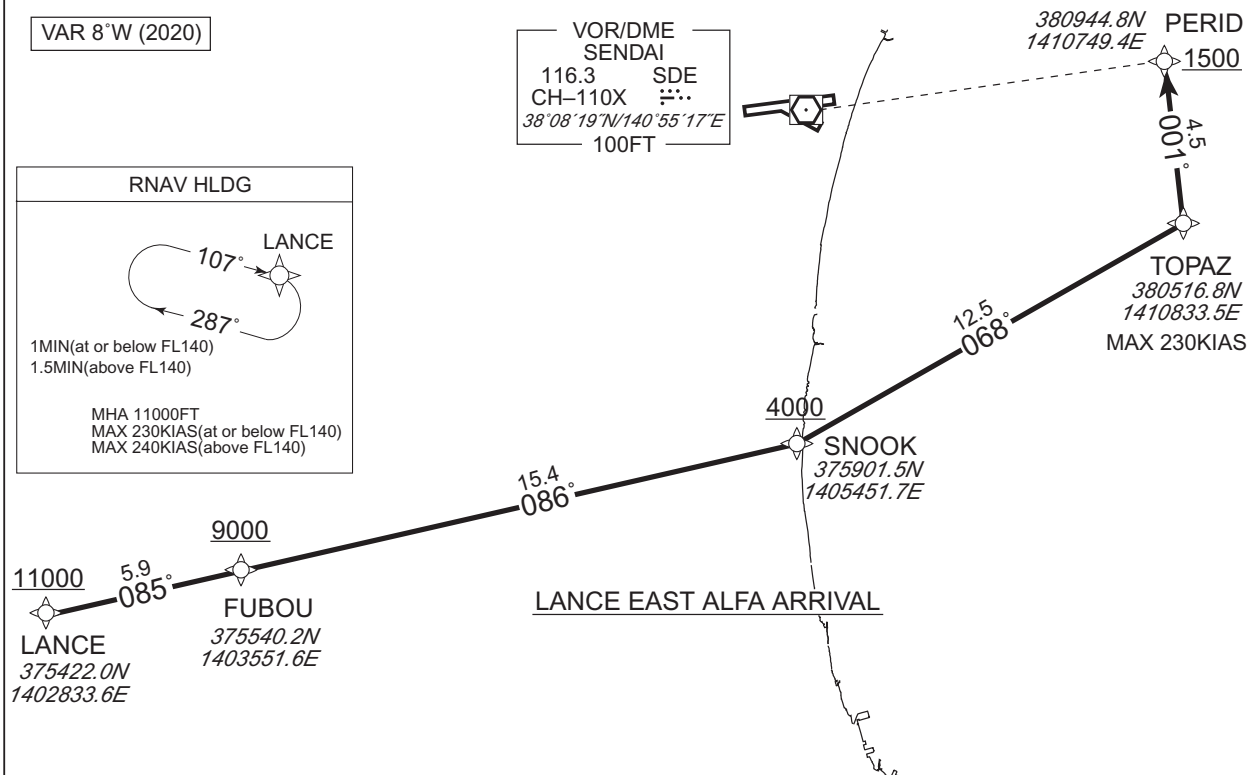 VAR 8°W (2020)
VOR/DME
SENDAI
116.3 SDE
CH–110X
38°08'19"N/140°55'17"E
100FT
380944.8N
1410749.4E
PERID
1500
4.5
001°
RNAV HLDG
LANCE
107°
287°
1MIN(at or below FL140)
1.5MIN(above FL140)
MHA 11000FT
MAX 230KIAS(at or below FL140)
MAX 240KIAS(above FL140)
TOPAZ
380516.8N
1410833.5E
MAX 230KIAS
12.5
068°
4000
SNOOK
375901.5N
1405451.7E
15.4
086°
9000
FUBOU
375540.2N
1403551.6E
5.9
085°
11000
LANCE
375422.0N
1402833.6E
LANCE EAST ALFA ARRIVAL